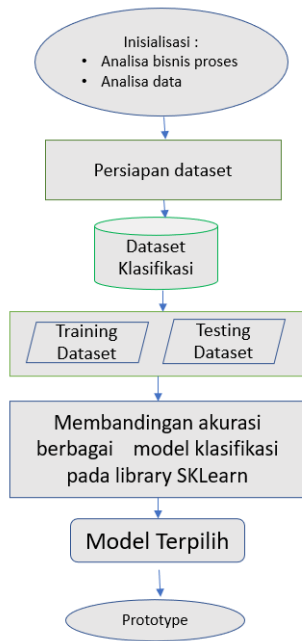 Inisialisasi :
• Analisa bisnis proses
• Analisa data
Persiapan dataset
Dataset
Klasifikasi
Training
Dataset
Testing
Dataset
Membandingan akurasi
berbagai model klasifikasi
pada library SKLearn
Model Terpilih
Prototype